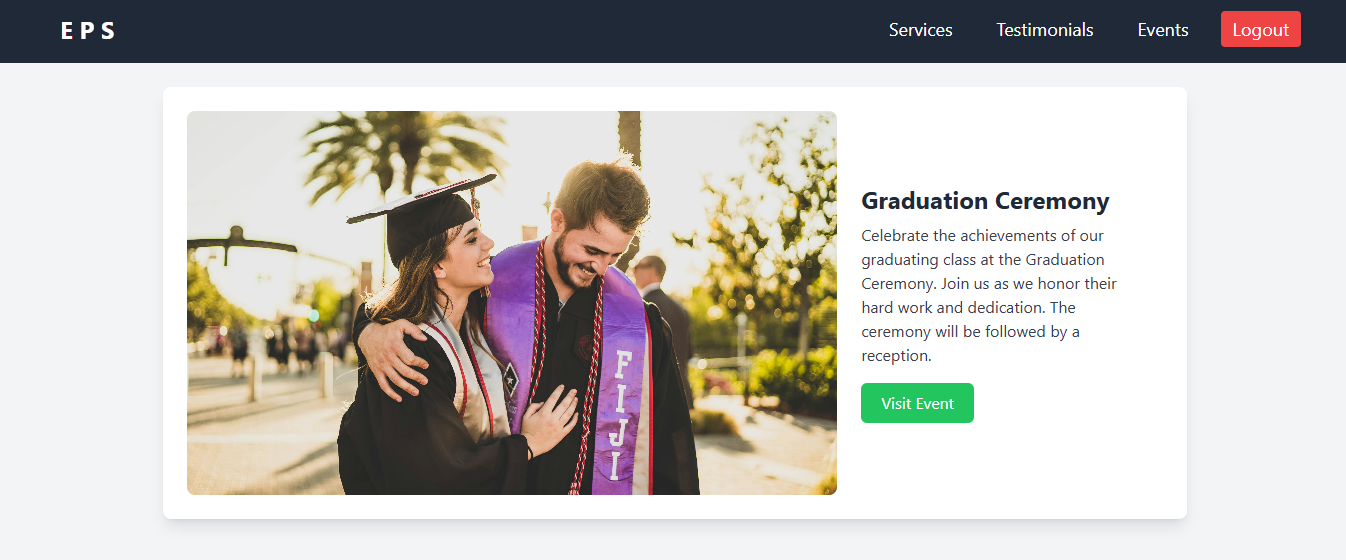 EPS
Services
Testimonials
Events
Logout
Graduation Ceremony
Celebrate the achievements of our
graduating class at the Graduation
Ceremony. Join us as we honor their
hard work and dedication. The
ceremony will be followed by a
reception.
Visit Event
FIJI